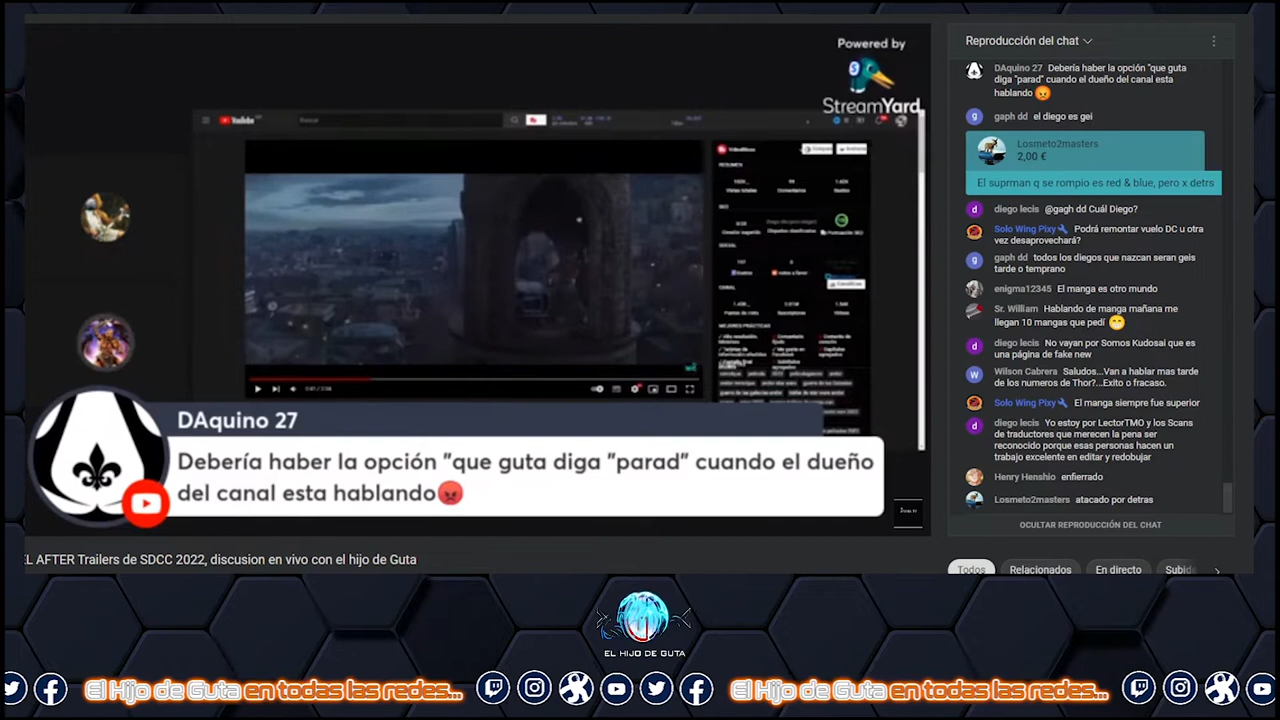 Powered by
StreamYard
YouTube
Buscar
RESUMEN
SEO
SOCIAL
CANAL
MEJORES PRÁCTICAS
DAquino 27
Debería haber la opción "que guta diga "parad" cuando el dueño
del canal esta hablando😡
EL AFTER Trailers de SDCC 2022, discusion en vivo con el hijo de Guta
Reproducción del chat
DAquino 27 Debería haber la opción "que guta
diga "parad" cuando el dueño del canal esta
hablando😡
gaph dd el diego es gei
Losmeto2masters
2,00 €
El suprman q se rompio es red & blue, pero x detrs
diego lecis @gagh dd Cuál Diego?
Solo Wing Pixy Podrá remontar vuelo DC u otra
vez desaprovechará?
gaph dd todos los diegos que nazcan seran geis
tarde o temprano
enigma12345 El manga es otro mundo
Sr. William Hablando de manga mañana me
llegan 10 mangas que pedí 😁
diego lecis No vayan por Somos Kudosai que es
una página de fake new
Wilson Cabrera Saludos...Van a hablar mas tarde
de los numeros de Thor?...Exito o fracaso.
Solo Wing Pixy El manga siempre fue superior
diego lecis Yo estoy por LectorTMO y los Scans
de traductores que merecen la pena ser
reconocido porque esas personas hacen un
trabajo excelente en editar y redobujar
Henry Henshio enfierrado
Losmeto2masters atacado por detras
OCULTAR REPRODUCCIÓN DEL CHAT
Todos Relacionados En directo Subid
EL HIJO DE GUTA
El Hijo de Guta en todas las redes... El Hijo de Guta en todas las redes...